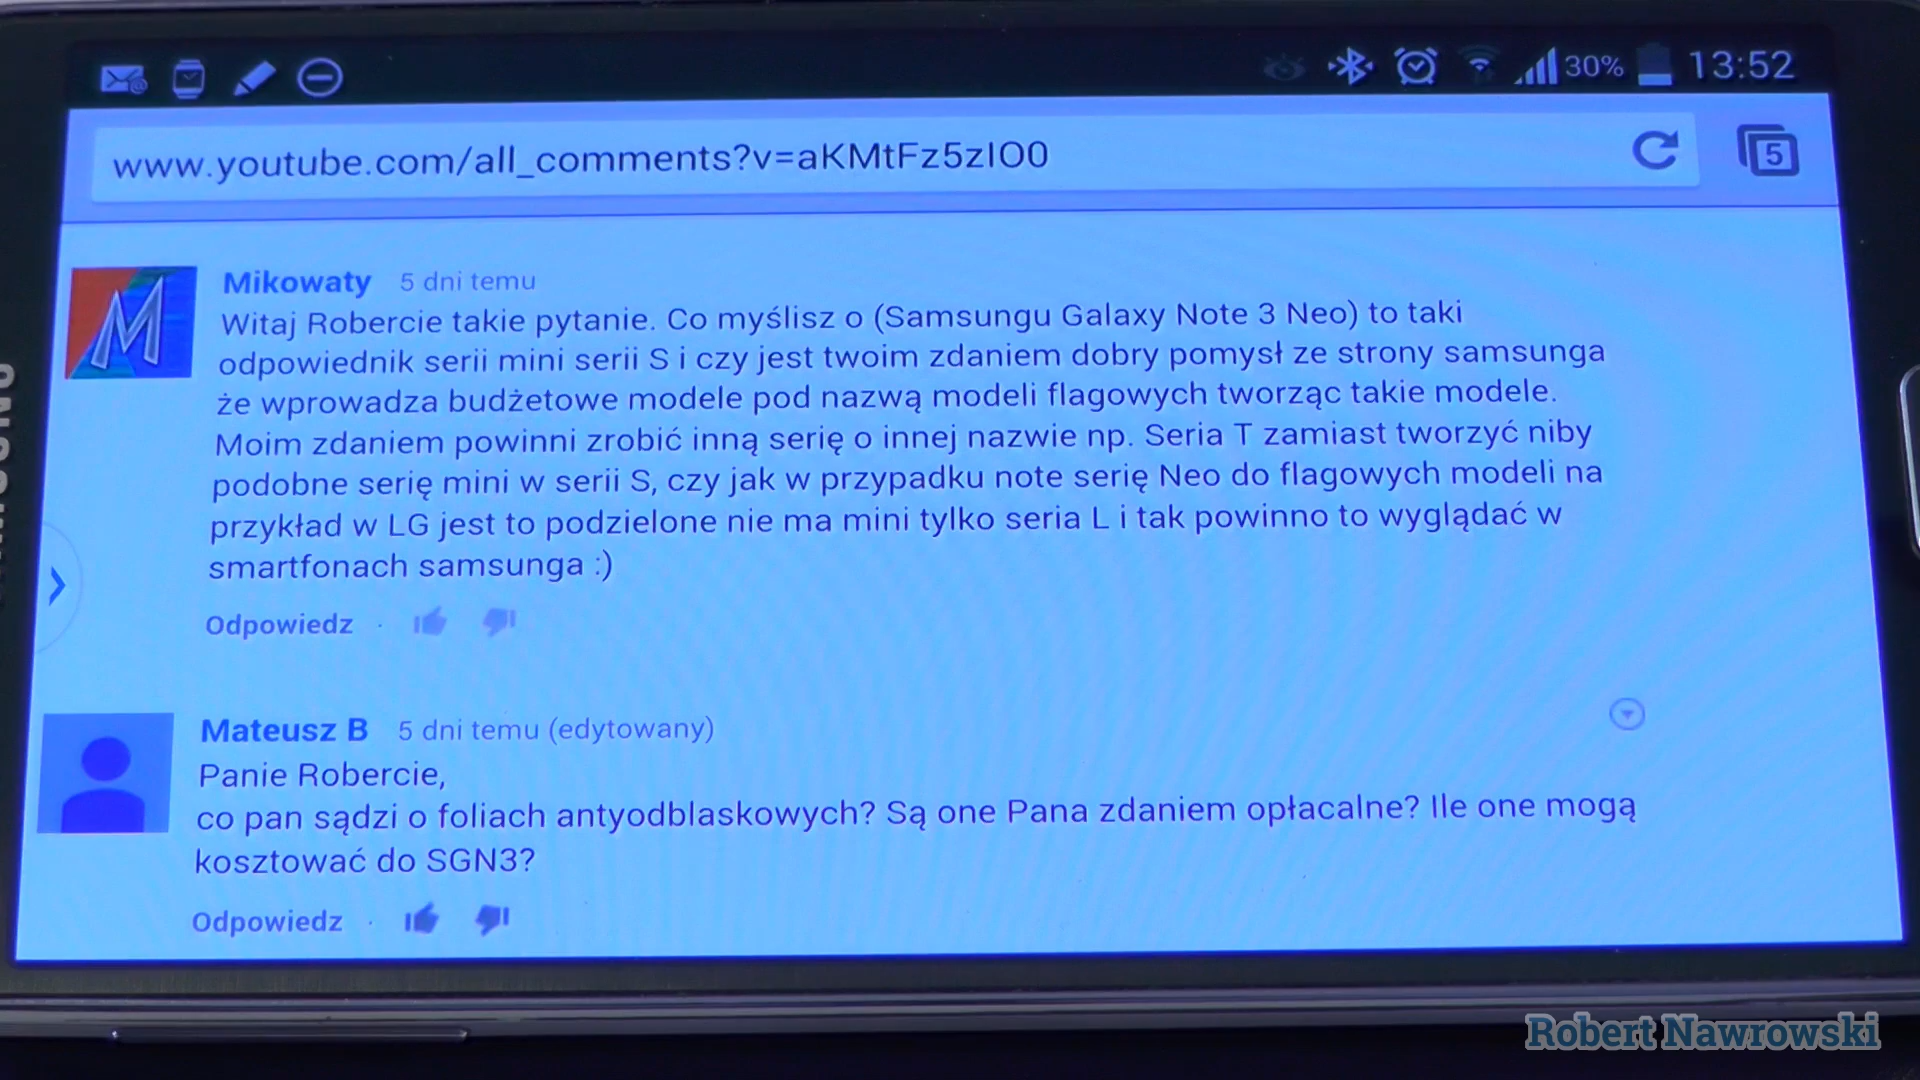 30% 13:52
www.youtube.com/all_comments?v=aKMtFz5zIO0
5
Mikowaty 5 dni temu
Witaj Robercie takie pytanie. Co myślisz o (Samsungu Galaxy Note 3 Neo) to taki
odpowiednik serii mini serii S i czy jest twoim zdaniem dobry pomysł ze strony samsunga
że wprowadza budżetowe modele pod nazwą modeli flagowych tworząc takie modele.
Moim zdaniem powinni zrobić inną serię o innej nazwie np. Seria T zamiast tworzyć niby
podobne serię mini w serii S, czy jak w przypadku note serię Neo do flagowych modeli na
przykład w LG jest to podzielone nie ma mini tylko seria L i tak powinno to wyglądać w
smartfonach samsunga :)
Odpowiedz ·
Mateusz B 5 dni temu (edytowany)
Panie Robercie,
co pan sądzi o foliach antyodblaskowych? Są one Pana zdaniem opłacalne? Ile one mogą
kosztować do SGN3?
Odpowiedz ·
Robert Nawrowski